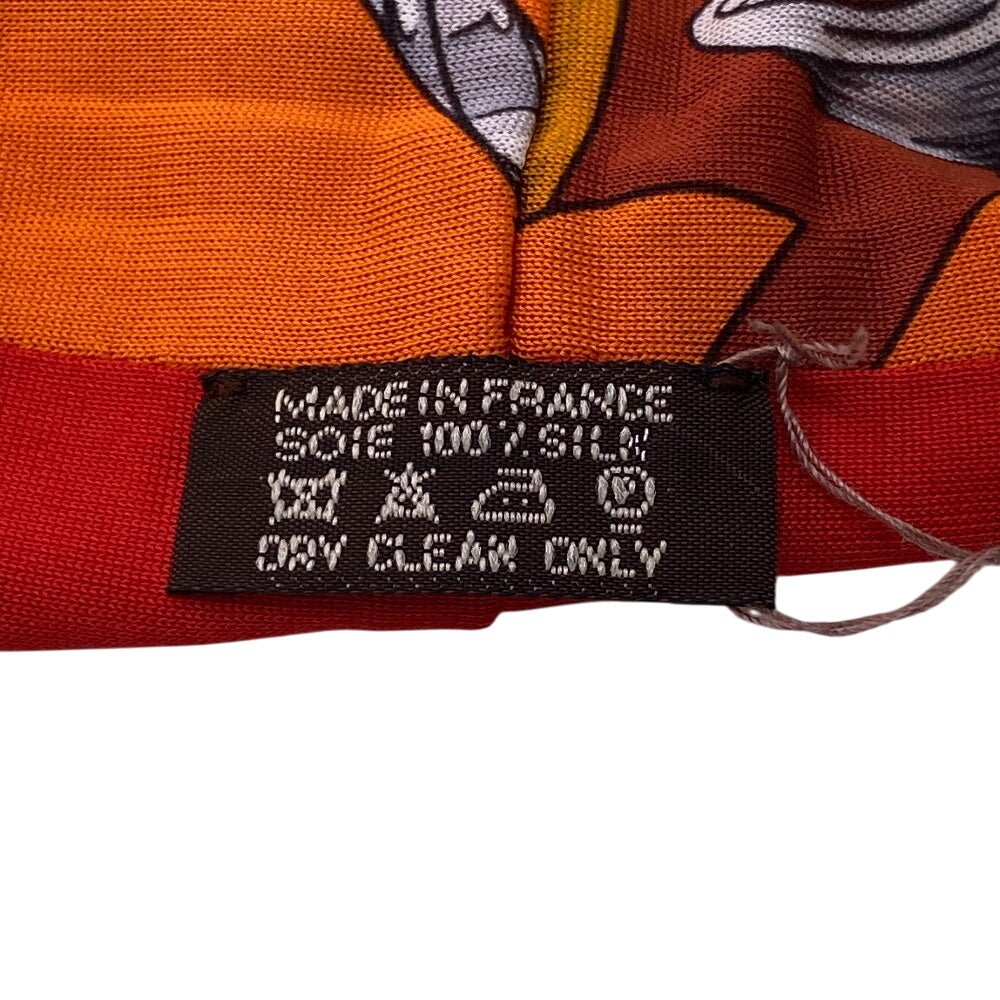 MADE IN FRANCE
SOIE 100% SILK
DRY CLEAN ONLY